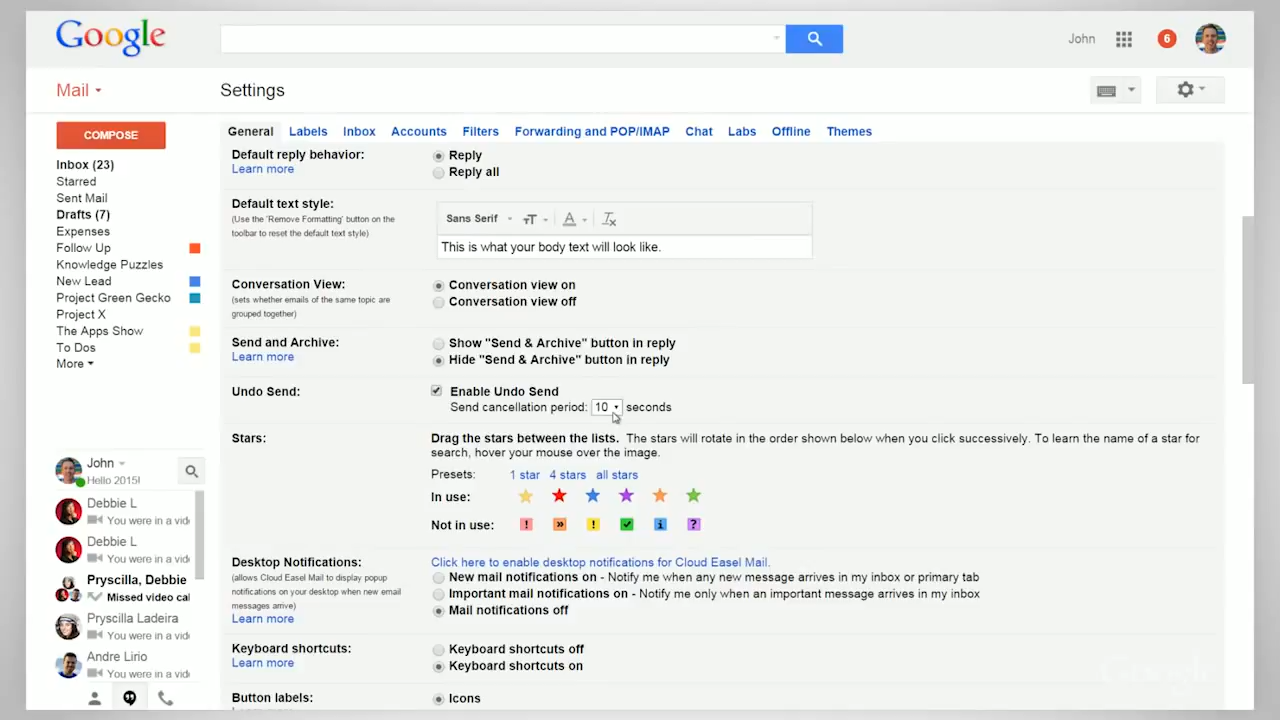 Google
John
6
Mail
Settings
COMPOSE
General Labels Inbox Accounts Filters Forwarding and POP/IMAP Chat Labs Offline Themes
Inbox (23)
Starred
Sent Mail
Drafts (7)
Expenses
Follow Up
Knowledge Puzzles
New Lead
Project Green Gecko
Project X
The Apps Show
To Dos
More
John
Hello 2015!
Debbie L
You were in a vid
Debbie L
You were in a vid
Pryscilla, Debbie
Missed video cal
Pryscilla Ladeira
You were in a vid
Andre Lirio
You were in a vid
Default reply behavior:
Learn more
Reply
Reply all
Default text style:
(Use the 'Remove Formatting' button on the
toolbar to reset the default text style)
Sans Serif
This is what your body text will look like.
Conversation View:
(sets whether emails of the same topic are
grouped together)
Conversation view on
Conversation view off
Send and Archive:
Learn more
Show "Send & Archive" button in reply
Hide "Send & Archive" button in reply
Undo Send:
Enable Undo Send
Send cancellation period: 10 seconds
Stars:
Drag the stars between the lists. The stars will rotate in the order shown below when you click successively. To learn the name of a star for
search, hover your mouse over the image.
Presets: 1 star 4 stars all stars
In use:
Not in use:
Desktop Notifications:
(allows Cloud Easel Mail to display popup
notifications on your desktop when new email
messages arrive)
Learn more
Click here to enable desktop notifications for Cloud Easel Mail.
New mail notifications on - Notify me when any new message arrives in my inbox or primary tab
Important mail notifications on - Notify me only when an important message arrives in my inbox
Mail notifications off
Keyboard shortcuts:
Learn more
Keyboard shortcuts off
Keyboard shortcuts on
Button labels:
Icons
Google